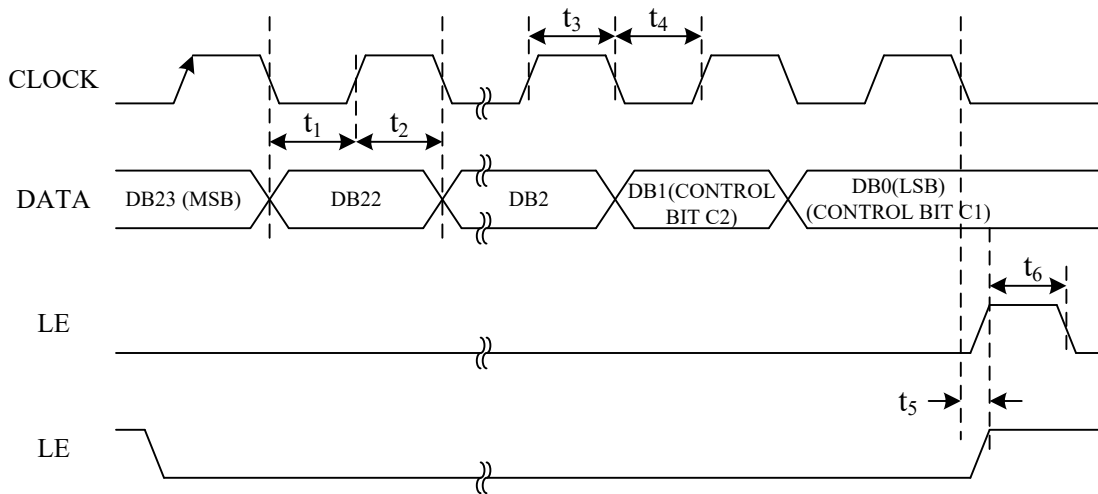 t₃
t₄
CLOCK
t₁
t₂
DATA
DB23 (MSB)
DB22
DB2
DB1(CONTROL
BIT C2)
DB0(LSB)
(CONTROL BIT C1)
t₆
LE
t₅
LE